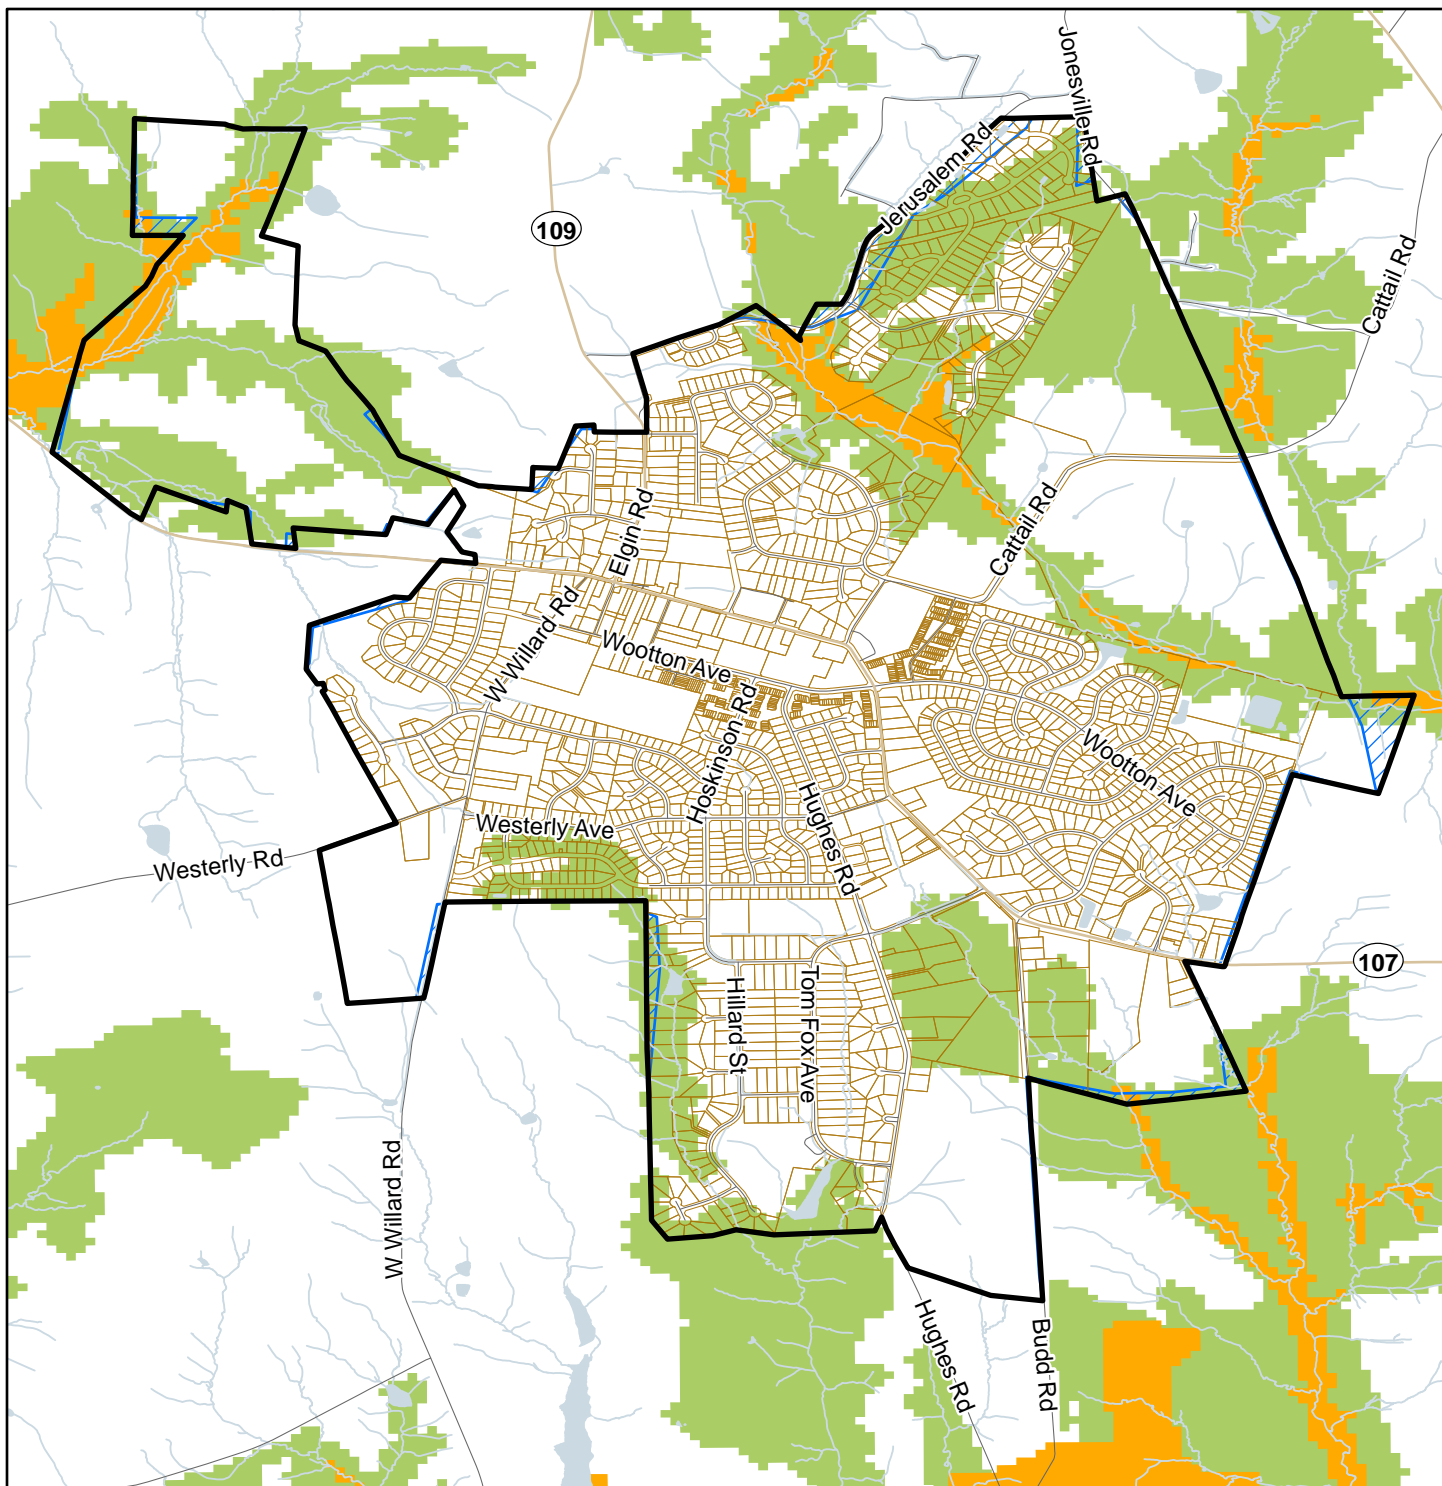 Jonesville Rd
Jerusalem Rd
109
Cattail Rd
Elgin Rd
Cattail Rd
W Willard Rd
Wootton Ave
Hoskinson Rd
Wootton Ave
Hughes Rd
Westerly Ave
Westerly Rd
107
Hillard St
Tom Fox Ave
W Willard Rd
Hughes Rd
Budd Rd